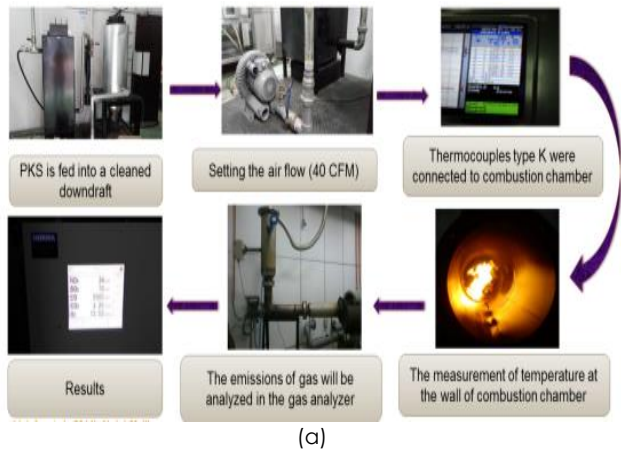 PKS is fed into a cleaned
downdraft
Setting the air flow (40 CFM)
Thermocouples type K were
connected to combustion chamber
Results
The emissions of gas will be
analyzed in the gas analyzer
The measurement of temperature at
the wall of combustion chamber
(a)